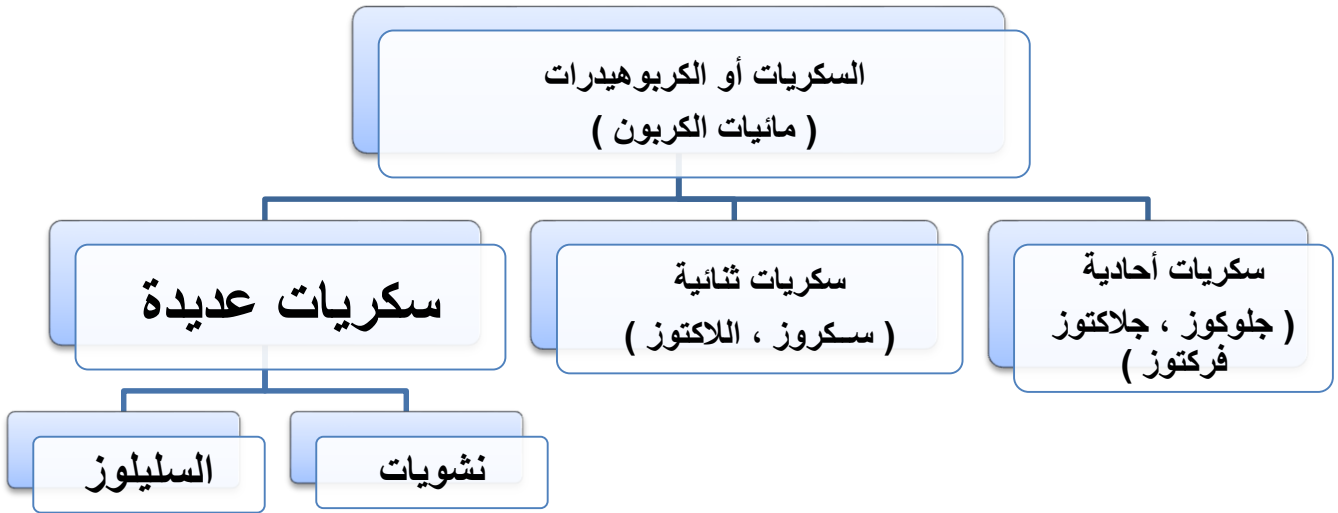 السكريات أو الكربوهيدرات
( مائيات الكربون )
سكريات أحادية
( جلوكوز ، جلاكتوز
فركتوز )
سكريات ثنائية
( سـكروز ، اللاكتوز )
سكريات عديدة
نشويات
السليلوز